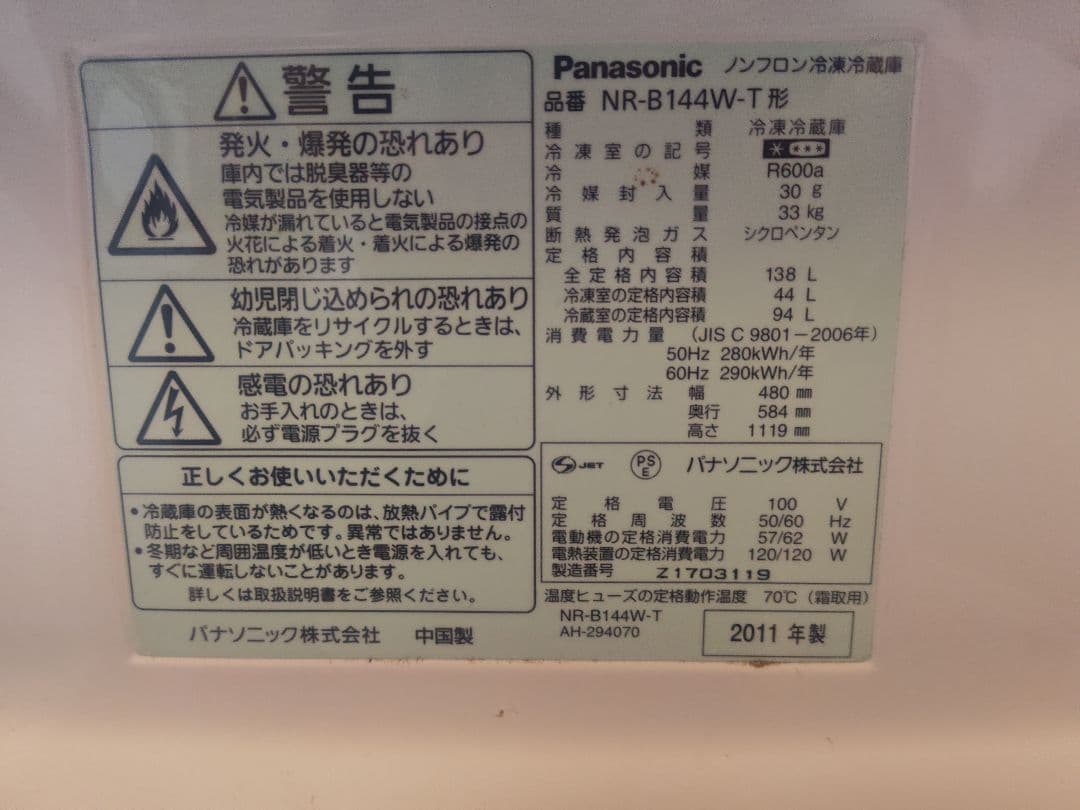 警告
発火・爆発の恐れあり
庫内では脱臭器等の
電気製品を使用しない
冷媒が漏れていると電気製品の接点の
火花による着火・着火による爆発の
恐れがあります
幼児閉じ込められの恐れあり
冷蔵庫をリサイクルするときは、
ドアパッキングを外す
感電の恐れあり
お手入れのときは、
必ず電源プラグを抜く
正しくお使いいただくために
•冷蔵庫の表面が熱くなるのは、放熱パイプで露付
防止をしているためです。異常ではありません。
•冬期など周囲温度が低いとき電源を入れても、
すぐに運転しないことがあります。
詳しくは取扱説明書をご参照ください。
パナソニック株式会社 中国製
Panasonic ノンフロン冷凍冷蔵庫
品番 NR-B144W-T形
種類 冷凍冷蔵庫
冷凍室の記号 * ***
冷媒 R600a
冷媒封入量 30 g
質量 33 kg
断熱発泡ガス シクロペンタン
定格内容積
全定格内容積 138 L
冷凍室の定格内容積 44 L
冷蔵室の定格内容積 94 L
消費電力量 (JIS C 9801-2006年)
50Hz 280kWh/年
60Hz 290kWh/年
外形寸法 幅 480 mm
奥行 584 mm
高さ 1119 mm
JET PS E パナソニック株式会社
定格電圧 100 V
定格周波数 50/60 Hz
電動機の定格消費電力 57/62 W
電熱装置の定格消費電力 120/120 W
製造番号 Z1703119
温度ヒューズの定格動作温度 70℃(霜取用)
NR-B144W-T
AH-294070
2011年製